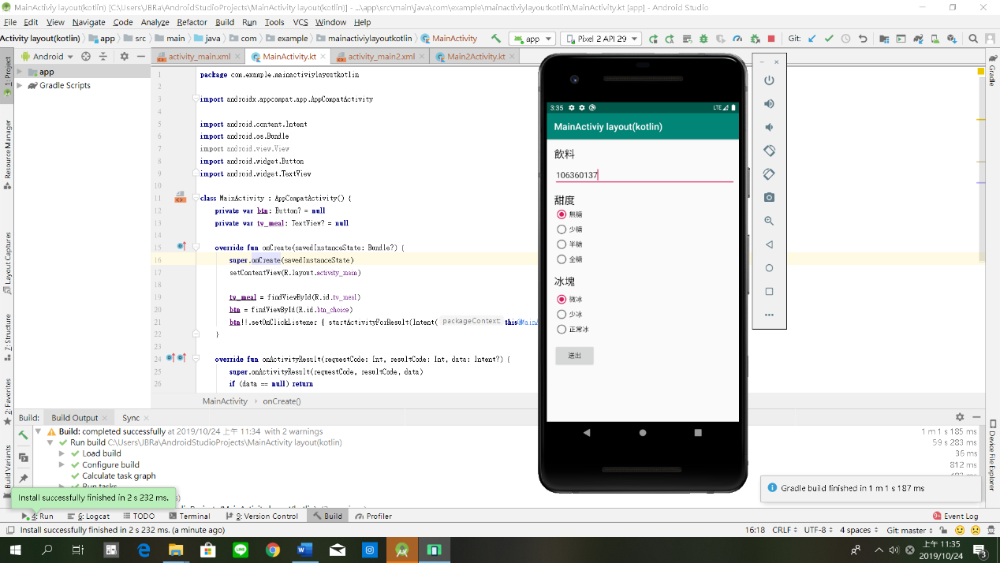 MainActiviy layout(kotlin) [C:\Users\JBRa\AndroidStudioProjects\MainActivity layout(kotlin)] - ...\app\src\main\java\com\example\mainactiviylayoutkotlin\MainActivity.kt [app] - Android Studio
File Edit View Navigate Code Analyze Refactor Build Run Tools VCS Window Help
Activity layout(kotlin) app src main java com example mainactiviylayoutkotlin MainActivity app Pixel 2 API 29 Git:
Android activity_main.xml MainActivity.kt activity_main2.xml Main2Activity.kt
app
Gradle Scripts
1: Project
Resource Manager
Layout Captures
Z: Structure
2: Favorites
Build Variants
Gradle
Device File Explorer
1 package com.example.mainactiviylayoutkotlin
2
3 import androidx.appcompat.app.AppCompatActivity
4
5 import android.content.Intent
6 import android.os.Bundle
7 import android.view.View
8 import android.widget.Button
9 import android.widget.TextView
10
11 class MainActivity : AppCompatActivity() {
12 private var btn: Button? = null
13 private var tv_meal: TextView? = null
14
15 override fun onCreate(savedInstanceState: Bundle?) {
16 super.onCreate(savedInstanceState)
17 setContentView(R.layout.activity_main)
18
19 tv_meal = findViewById(R.id.tv_meal)
20 btn = findViewById(R.id.btn_choice)
21 btn!!.setOnClickListener { startActivityForResult(Intent( packageContext: this@MainA
22 }
23
24 override fun onActivityResult(requestCode: Int, resultCode: Int, data: Intent?) {
25 super.onActivityResult(requestCode, resultCode, data)
26 if (data == null) return
MainActivity › onCreate()
3:35 LTE
MainActiviy layout(kotlin)
飲料
106360137
甜度
無糖
少糖
半糖
全糖
冰塊
微冰
少冰
正常冰
送出
Build: Build Output Sync
Build: completed successfully at 2019/10/24 上午 11:34 with 2 warnings 1 m 1 s 185 ms
Run build C:\Users\JBRa\AndroidStudioProjects\MainActivity layout(kotlin) 59 s 283 ms
Load build 36 ms
Configure build 812 ms
Calculate task graph
Run tasks
Install successfully finished in 2 s 232 ms.
Gradle build finished in 1 m 1 s 187 ms
4: Run 6: Logcat TODO Terminal 9: Version Control Build Profiler Event Log
Install successfully finished in 2 s 232 ms. (a minute ago) 16:18 CRLF UTF-8 4 spaces Git: master
上午 11:35
2019/10/24
3